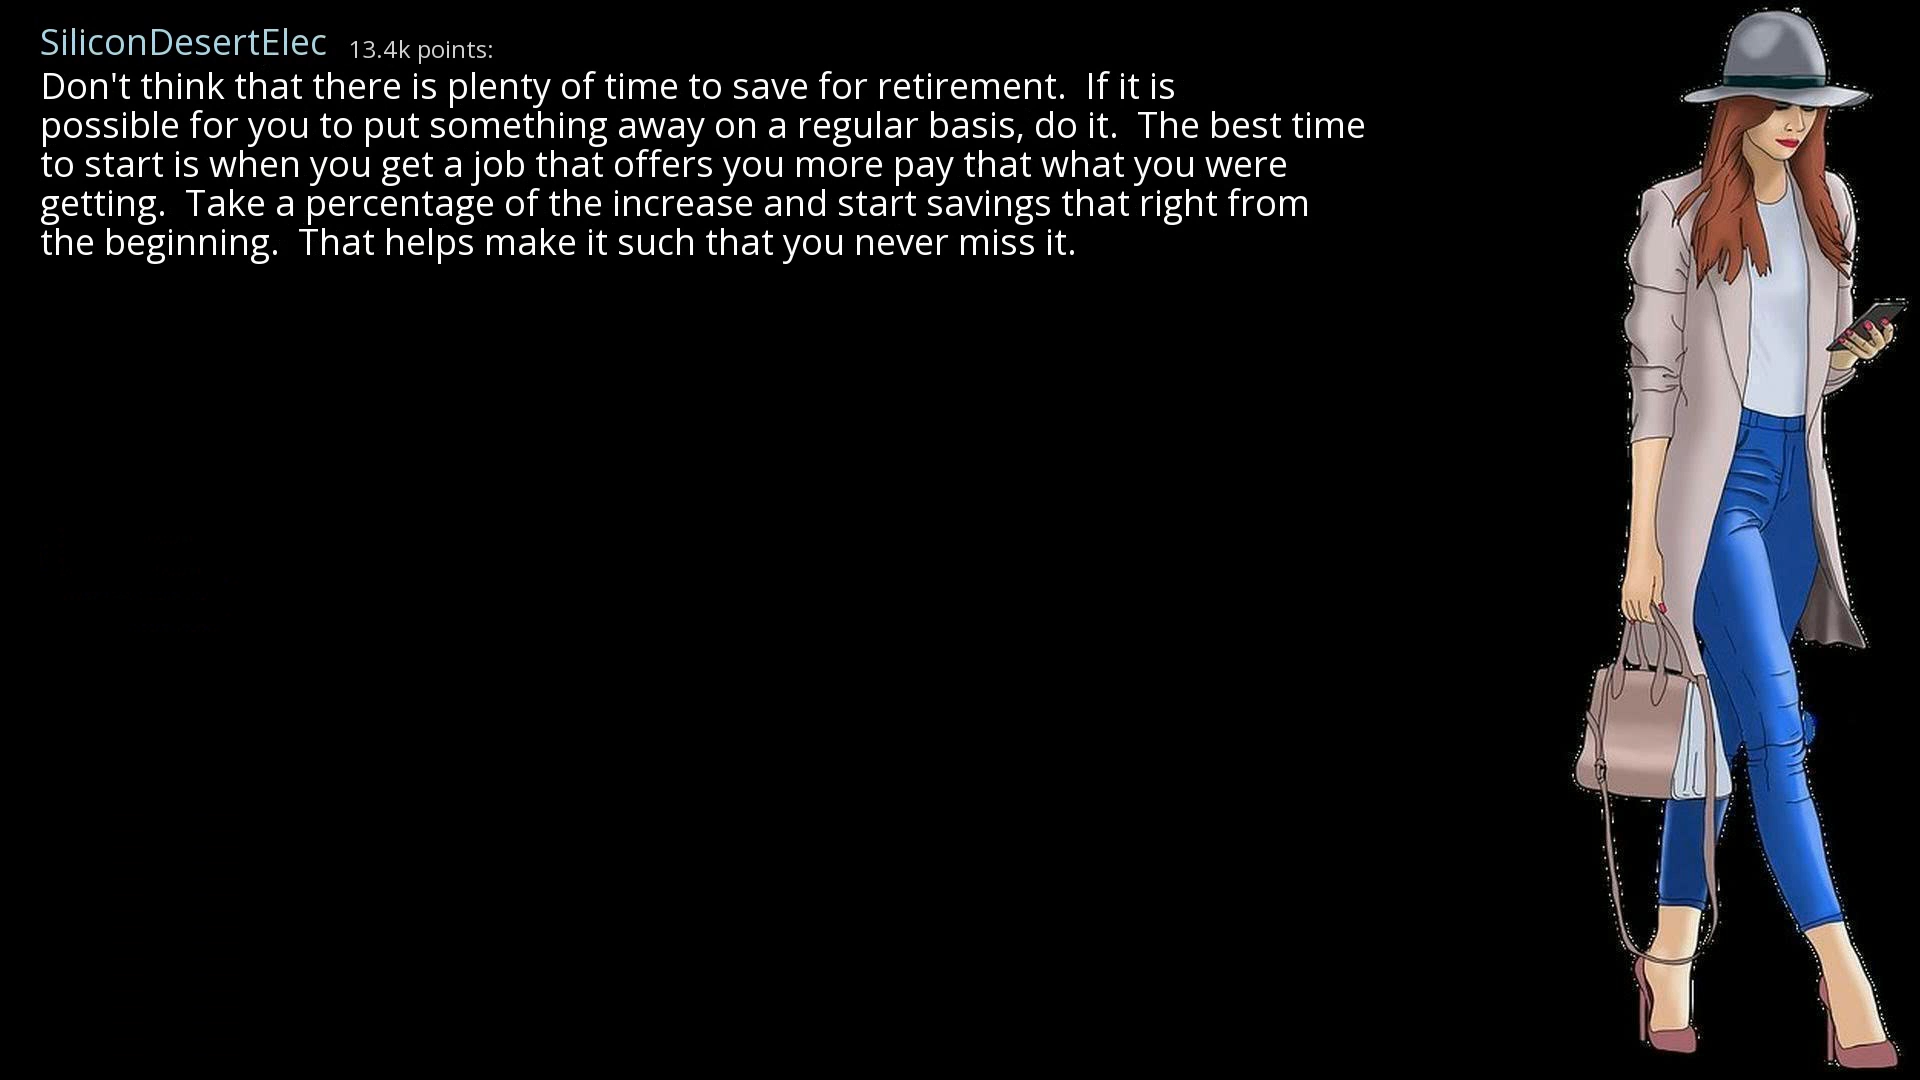 SiliconDesertElec 13.4k points:
Don't think that there is plenty of time to save for retirement.  If it is
possible for you to put something away on a regular basis, do it.  The best time
to start is when you get a job that offers you more pay that what you were
getting.  Take a percentage of the increase and start savings that right from
the beginning.  That helps make it such that you never miss it.